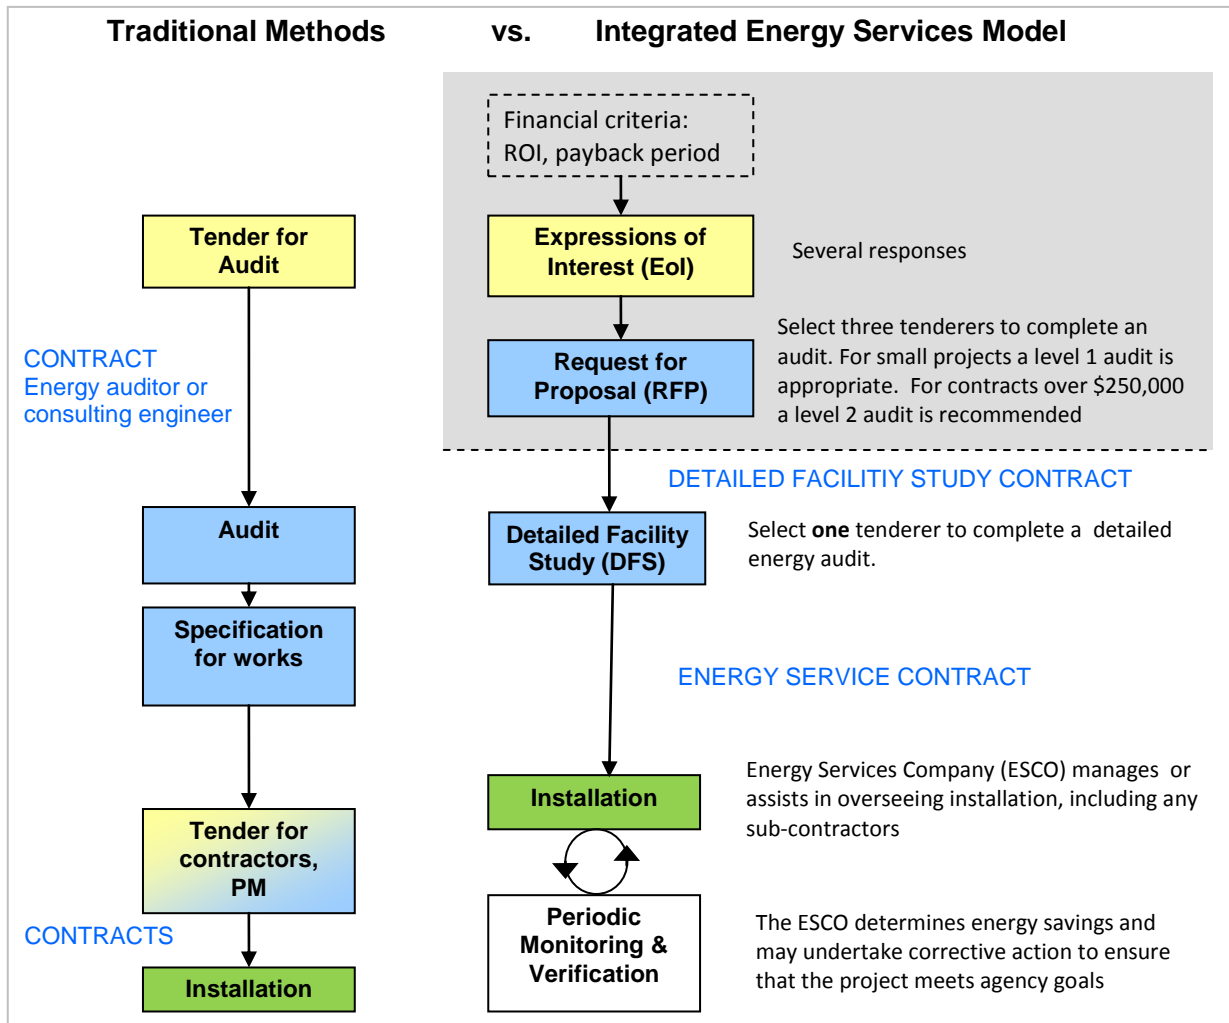 Traditional Methods vs. Integrated Energy Services Model
Financial criteria:
ROI, payback period
Tender for
Audit
Expressions of
Interest (EoI)
Several responses
CONTRACT
Energy auditor or
consulting engineer
Request for
Proposal (RFP)
Select three tenderers to complete an
audit. For small projects a level 1 audit is
appropriate. For contracts over $250,000
a level 2 audit is recommended
DETAILED FACILITIY STUDY CONTRACT
Audit
Detailed Facility
Study (DFS)
Select one tenderer to complete a detailed
energy audit.
Specification
for works
ENERGY SERVICE CONTRACT
Installation
Energy Services Company (ESCO) manages or
assists in overseeing installation, including any
sub-contractors
Tender for
contractors,
PM
Periodic
Monitoring &
Verification
The ESCO determines energy savings and
may undertake corrective action to ensure
that the project meets agency goals
CONTRACTS
Installation